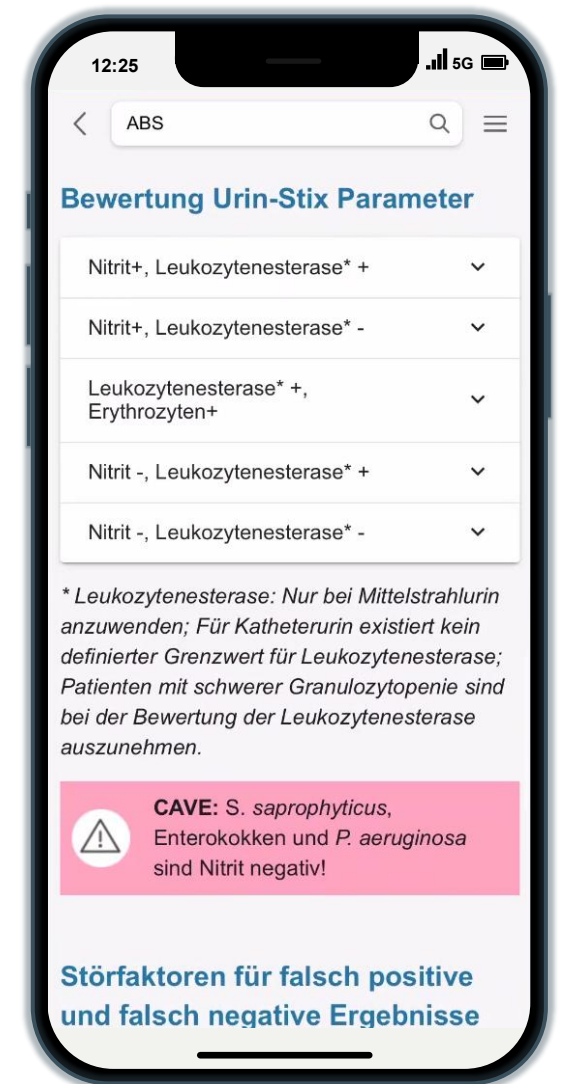 12:25
5G
ABS
Bewertung Urin-Stix Parameter
Nitrit+, Leukozytenesterase* +
Nitrit+, Leukozytenesterase* -
Leukozytenesterase* +,
Erythrozyten+
Nitrit -, Leukozytenesterase* +
Nitrit -, Leukozytenesterase* -
* Leukozytenesterase: Nur bei Mittelstrahlurin
anzuwenden; Für Katheterurin existiert kein
definierter Grenzwert für Leukozytenesterase;
Patienten mit schwerer Granulozytopenie sind
bei der Bewertung der Leukozytenesterase
auszunehmen.
CAVE: S. saprophyticus,
Enterokokken und P. aeruginosa
sind Nitrit negativ!
Störfaktoren für falsch positive
und falsch negative Ergebnisse